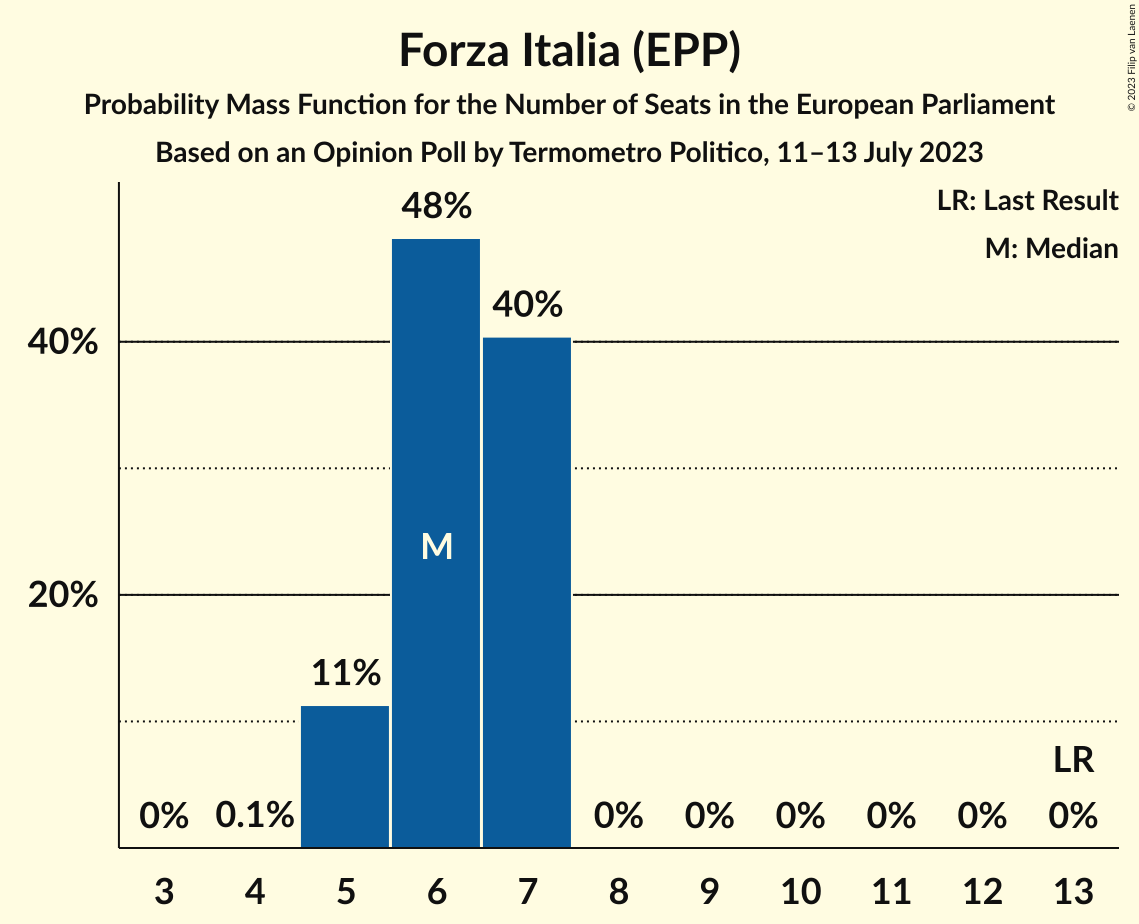 Forza Italia (EPP)
Probability Mass Function for the Number of Seats in the European Parliament
Based on an Opinion Poll by Termometro Politico, 11–13 July 2023
© 2023 Filip van Laenen
LR: Last Result
M: Median
48%
40%
40%
M
20%
11%
LR
0% 0.1% 0% 0% 0% 0% 0% 0%
3 4 5 6 7 8 9 10 11 12 13